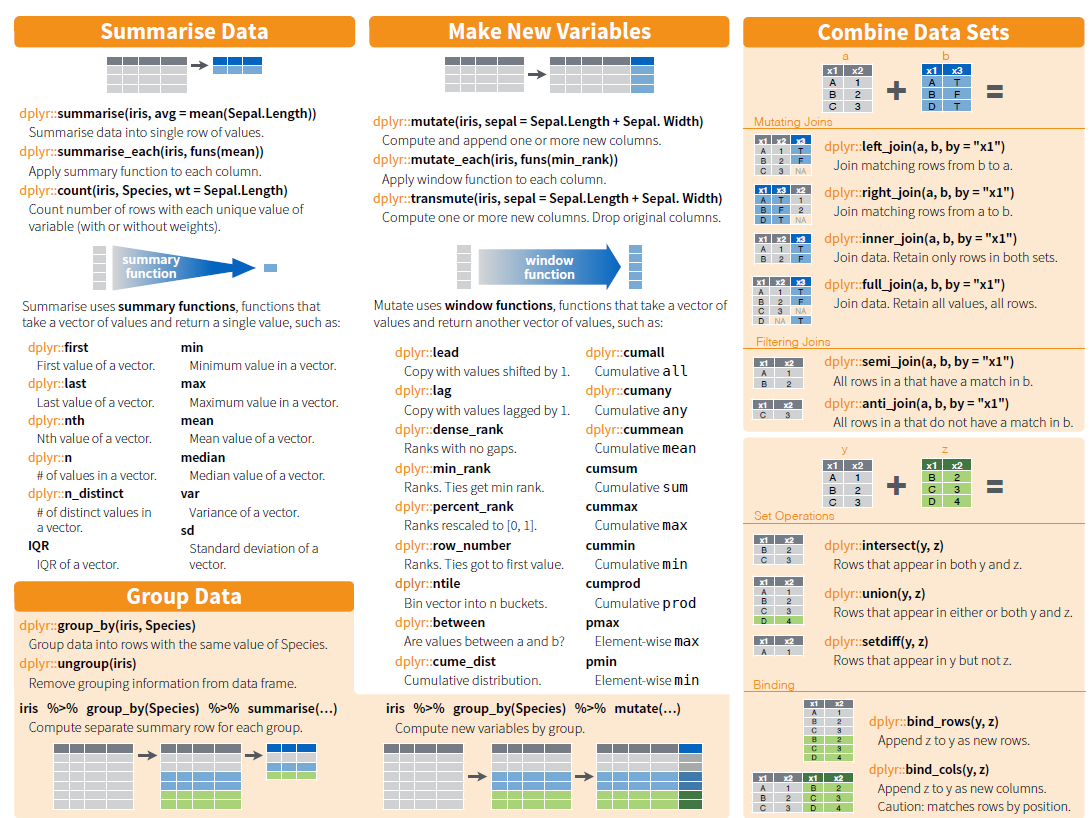 Summarise Data
dplyr::summarise(iris, avg = mean(Sepal.Length))
Summarise data into single row of values.
dplyr::summarise_each(iris, funs(mean))
Apply summary function to each column.
dplyr::count(iris, Species, wt = Sepal.Length)
Count number of rows with each unique value of
variable (with or without weights).
summary
function
Summarise uses summary functions, functions that
take a vector of values and return a single value, such as:
dplyr::first
First value of a vector.
dplyr::last
Last value of a vector.
dplyr::nth
Nth value of a vector.
dplyr::n
# of values in a vector.
dplyr::n_distinct
# of distinct values in
a vector.
IQR
IQR of a vector.
min
Minimum value in a vector.
max
Maximum value in a vector.
mean
Mean value of a vector.
median
Median value of a vector.
var
Variance of a vector.
sd
Standard deviation of a
vector.
Group Data
dplyr::group_by(iris, Species)
Group data into rows with the same value of Species.
dplyr::ungroup(iris)
Remove grouping information from data frame.
iris %>% group_by(Species) %>% summarise(…)
Compute separate summary row for each group.
Make New Variables
dplyr::mutate(iris, sepal = Sepal.Length + Sepal. Width)
Compute and append one or more new columns.
dplyr::mutate_each(iris, funs(min_rank))
Apply window function to each column.
dplyr::transmute(iris, sepal = Sepal.Length + Sepal. Width)
Compute one or more new columns. Drop original columns.
window
function
Mutate uses window functions, functions that take a vector of
values and return another vector of values, such as:
dplyr::lead
Copy with values shifted by 1.
dplyr::lag
Copy with values lagged by 1.
dplyr::dense_rank
Ranks with no gaps.
dplyr::min_rank
Ranks. Ties get min rank.
dplyr::percent_rank
Ranks rescaled to [0, 1].
dplyr::row_number
Ranks. Ties got to first value.
dplyr::ntile
Bin vector into n buckets.
dplyr::between
Are values between a and b?
dplyr::cume_dist
Cumulative distribution.
dplyr::cumall
Cumulative all
dplyr::cumany
Cumulative any
dplyr::cummean
Cumulative mean
cumsum
Cumulative sum
cummax
Cumulative max
cummin
Cumulative min
cumprod
Cumulative prod
pmax
Element-wise max
pmin
Element-wise min
iris %>% group_by(Species) %>% mutate(…)
Compute new variables by group.
Combine Data Sets
a
x1 x2
A 1
B 2
C 3
+
b
x1 x3
A T
B F
D T
=
Mutating Joins
x1 x2 x3
A 1 T
B 2 F
C 3 NA
dplyr::left_join(a, b, by = "x1")
Join matching rows from b to a.
x1 x3 x2
A T 1
B F 2
D T NA
dplyr::right_join(a, b, by = "x1")
Join matching rows from a to b.
x1 x2 x3
A 1 T
B 2 F
dplyr::inner_join(a, b, by = "x1")
Join data. Retain only rows in both sets.
x1 x2 x3
A 1 T
B 2 F
C 3 NA
D NA T
dplyr::full_join(a, b, by = "x1")
Join data. Retain all values, all rows.
Filtering Joins
x1 x2
A 1
B 2
dplyr::semi_join(a, b, by = "x1")
All rows in a that have a match in b.
x1 x2
C 3
dplyr::anti_join(a, b, by = "x1")
All rows in a that do not have a match in b.
y
x1 x2
A 1
B 2
C 3
+
z
x1 x2
B 2
C 3
D 4
=
Set Operations
x1 x2
B 2
C 3
dplyr::intersect(y, z)
Rows that appear in both y and z.
x1 x2
A 1
B 2
C 3
D 4
dplyr::union(y, z)
Rows that appear in either or both y and z.
x1 x2
A 1
dplyr::setdiff(y, z)
Rows that appear in y but not z.
Binding
x1 x2
A 1
B 2
C 3
B 2
C 3
D 4
dplyr::bind_rows(y, z)
Append z to y as new rows.
x1 x2 x1 x2
A 1 B 2
B 2 C 3
C 3 D 4
dplyr::bind_cols(y, z)
Append z to y as new columns.
Caution: matches rows by position.